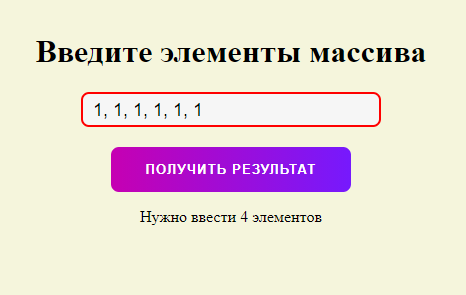 Введите элементы массива
1, 1, 1, 1, 1, 1
ПОЛУЧИТЬ РЕЗУЛЬТАТ
Нужно ввести 4 элементов